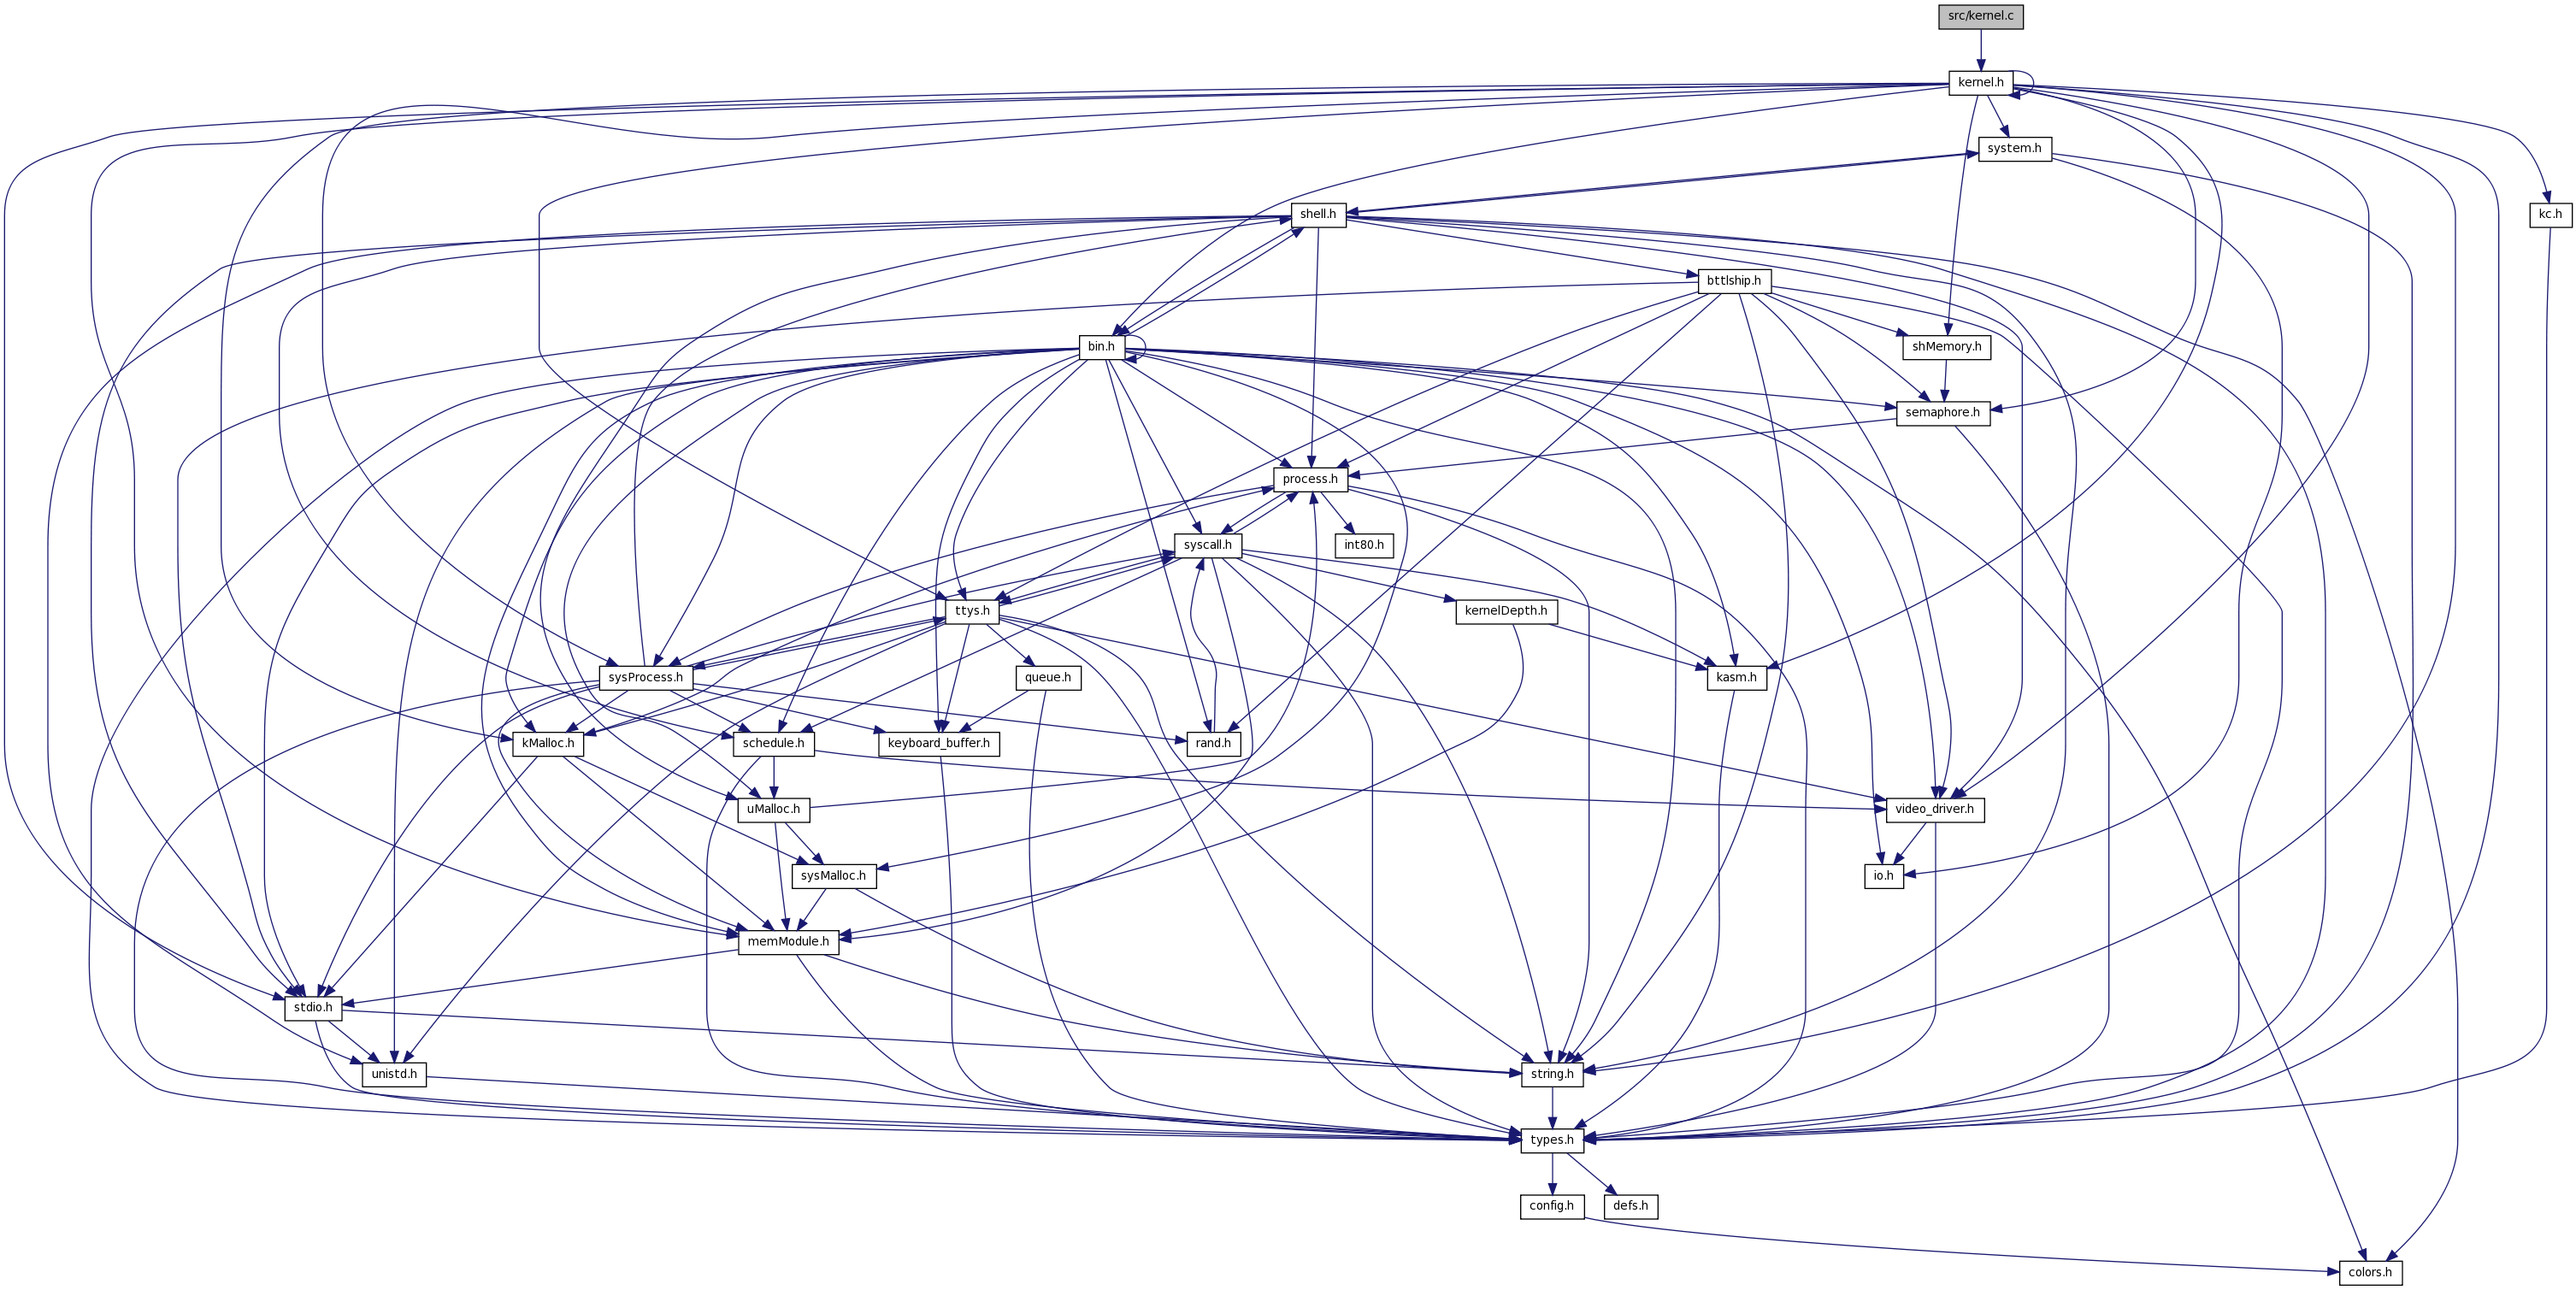 src/kernel.c
kernel.h
system.h
shell.h
kc.h
bttlship.h
bin.h
shMemory.h
semaphore.h
process.h
syscall.h
int80.h
ttys.h
kernelDepth.h
sysProcess.h
queue.h
kasm.h
kMalloc.h
schedule.h
keyboard_buffer.h
rand.h
uMalloc.h
video_driver.h
sysMalloc.h
io.h
memModule.h
stdio.h
unistd.h
string.h
types.h
config.h
defs.h
colors.h